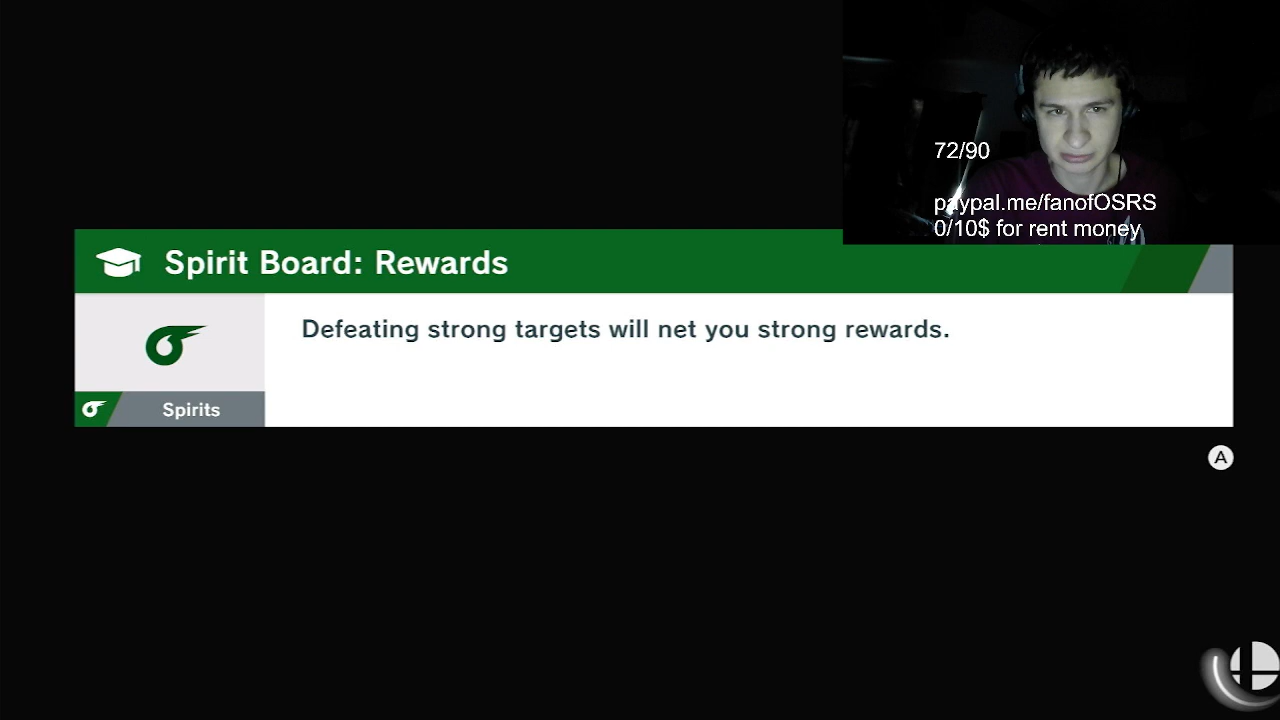 72/90
paypal.me/fanofOSRS
0/10$ for rent money
Spirit Board: Rewards
Defeating strong targets will net you strong rewards.
Spirits
A